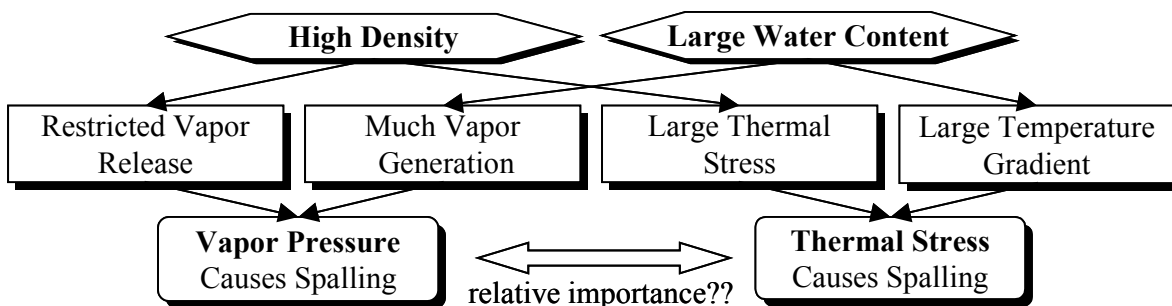 High Density
Large Water Content
Restricted Vapor
Release
Much Vapor
Generation
Large Thermal
Stress
Large Temperature
Gradient
Vapor Pressure
Causes Spalling
Thermal Stress
Causes Spalling
relative importance??